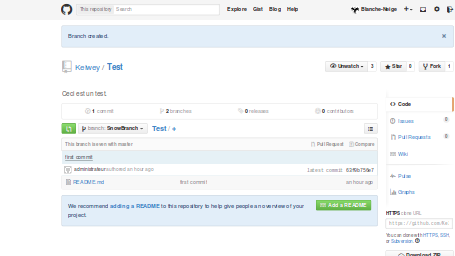 This repository Search Explore Gist Blog Help Blanche-Neige
Branch created.
Kelwey / Test
Unwatch 3 Star 0 Fork 1
Ceci est un test.
1 commit 2 branches 0 releases 0 contributors
branch: SnowBranch Test /
This branch is even with master Pull Request Compare
first commit
administrateur authored an hour ago latest commit
README.md first commit an hour ago
We recommend adding a README to this repository to help give people an overview of your project.
Add a README
Code
Issues 0
Pull Requests 0
Wiki
Pulse
Graphs
HTTPS clone URL
You can clone with HTTPS, SSH, or Subversion.
Download ZIP